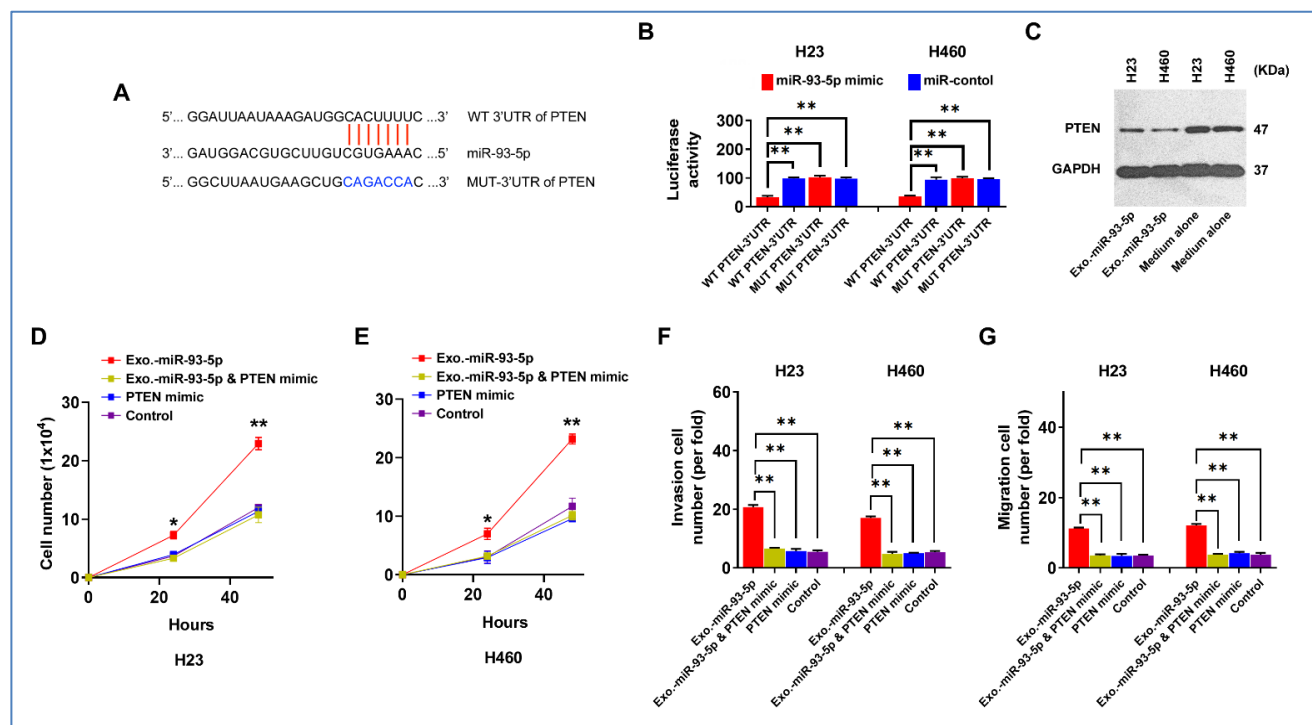 A
5'... GGAUUAAUAAAGAUGGCACUUUUC ...3' WT 3'UTR of PTEN
3'... GAUGGACGUGCUUGUCGUGAAAC ...5' miR-93-5p
5'... GGCUUAAUGAAGCUGCAGACCAC ...3' MUT-3'UTR of PTEN
B
H23 H460
miR-93-5p mimic miR-contol
Luciferase
activity
300
200
100
0
** ** **
** ** **
WT PTEN-3'UTR
WT PTEN-3'UTR
MUT PTEN-3'UTR
MUT PTEN-3'UTR
WT PTEN-3'UTR
WT PTEN-3'UTR
MUT PTEN-3'UTR
MUT PTEN-3'UTR
C
H23 H460 H23 H460 (KDa)
PTEN 47
GAPDH 37
Exo.-miR-93-5p
Exo.-miR-93-5p
Medium alone
Medium alone
D
Exo.-miR-93-5p
Exo.-miR-93-5p & PTEN mimic
PTEN mimic
Control
Cell number (1x10⁴)
30
20
10
0
* **
0 20 40
Hours
H23
E
Exo.-miR-93-5p
Exo.-miR-93-5p & PTEN mimic
PTEN mimic
Control
30
20
10
0
* **
0 20 40
Hours
H460
F
H23 H460
Invasion cell
number (per fold)
60
40
20
0
** ** **
** ** **
Exo.-miR-93-5p
Exo.-miR-93-5p & PTEN mimic
PTEN mimic
Control
Exo.-miR-93-5p
Exo.-miR-93-5p & PTEN mimic
PTEN mimic
Control
G
H23 H460
Migration cell
number (per fold)
40
20
0
** ** **
** ** **
Exo.-miR-93-5p
Exo.-miR-93-5p & PTEN mimic
PTEN mimic
Control
Exo.-miR-93-5p
Exo.-miR-93-5p & PTEN mimic
PTEN mimic
Control